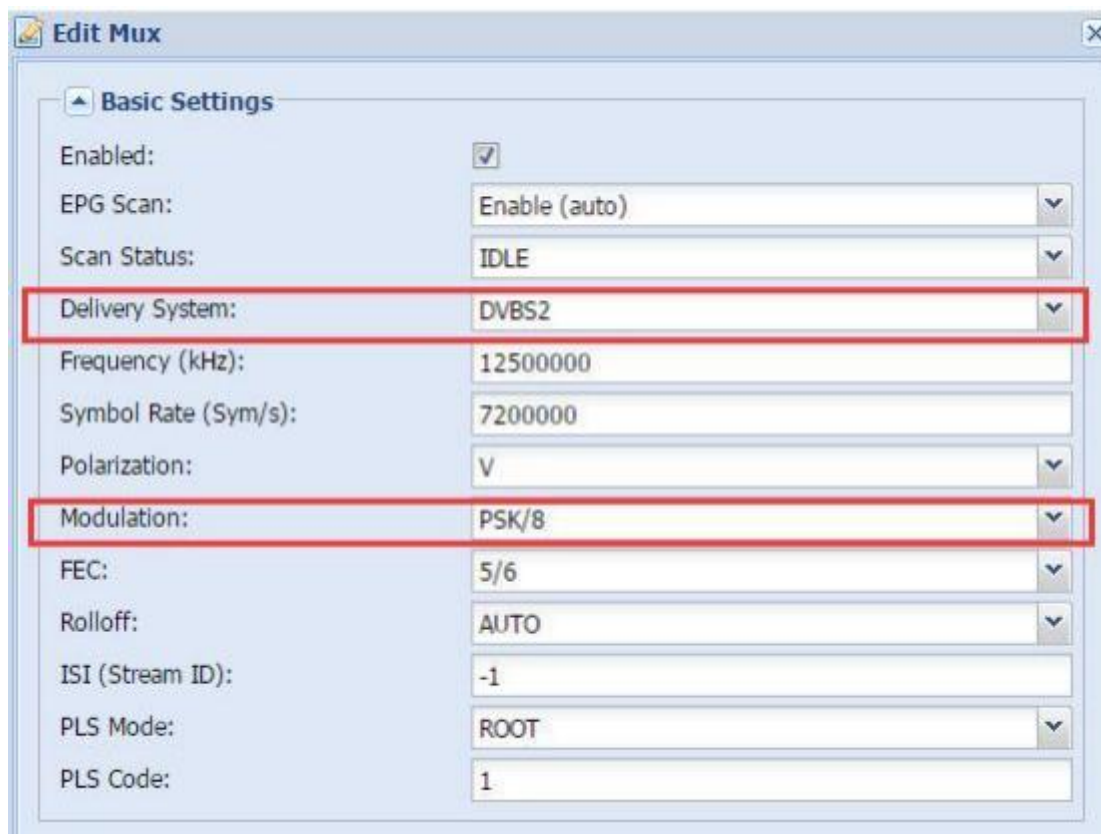 Edit Mux
Basic Settings
Enabled:
EPG Scan: Enable (auto)
Scan Status: IDLE
Delivery System: DVBS2
Frequency (kHz): 12500000
Symbol Rate (Sym/s): 7200000
Polarization: V
Modulation: PSK/8
FEC: 5/6
Rolloff: AUTO
ISI (Stream ID): -1
PLS Mode: ROOT
PLS Code: 1